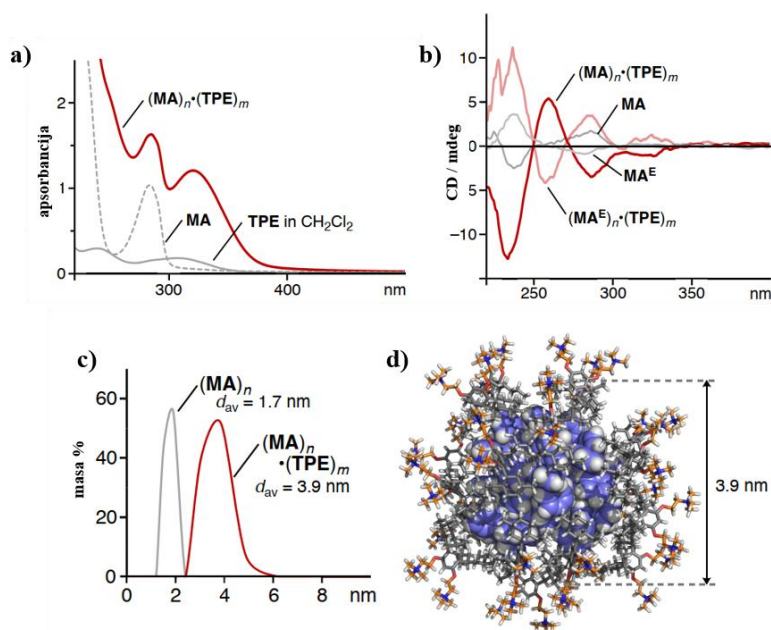 a)
apsorbancija
2
1
0
(MA)n•(TPE)m
MA
TPE in CH2Cl2
300
400
nm
b)
CD / mdeg
10
5
0
5
−10
(MA)n•(TPE)m
MA
MAE
(MAE)n•(TPE)m
250
300
350
nm
c)
masa %
60
40
20
0
(MA)n
dav = 1.7 nm
(MA)n
•(TPE)m
dav = 3.9 nm
0
2
4
6
8
nm
d)
3.9 nm